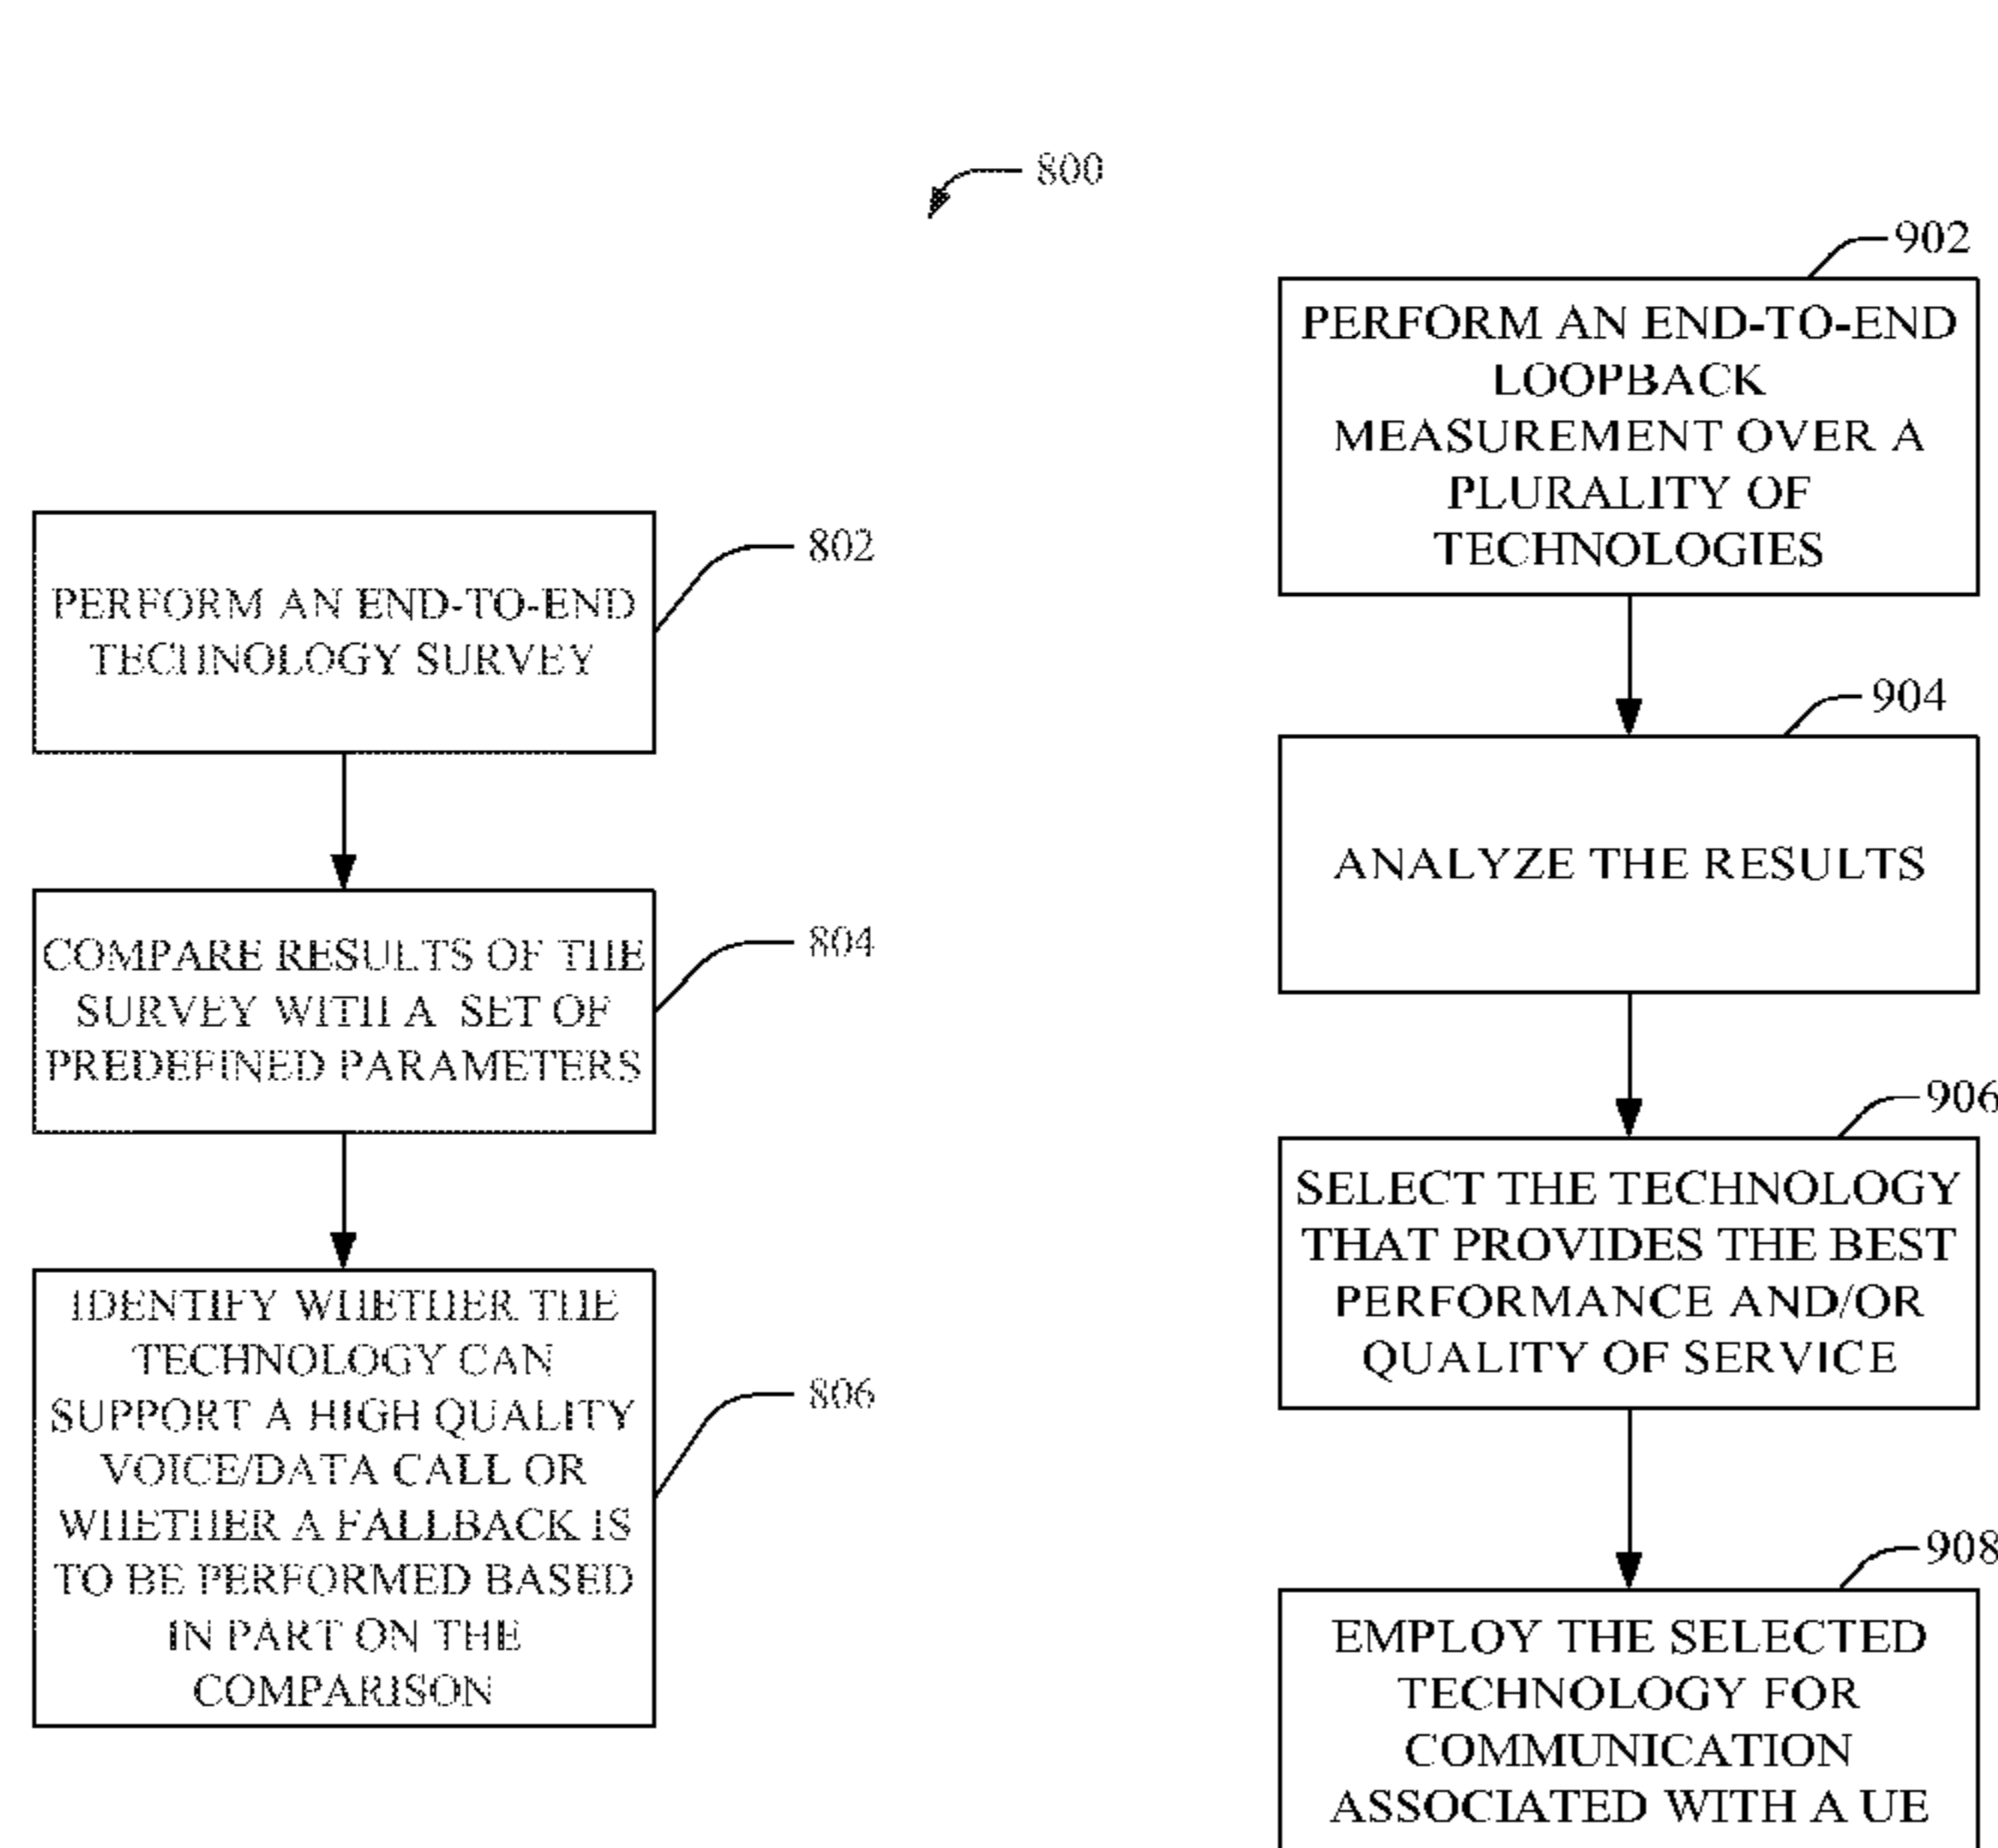 800
802
PERFORM AN END-TO-END
TECHNOLOGY SURVEY
804
COMPARE RESULTS OF THE
SURVEY WITH A SET OF
PREDEFINED PARAMETERS
806
IDENTIFY WHETHER THE
TECHNOLOGY CAN
SUPPORT A HIGH QUALITY
VOICE/DATA CALL OR
WHETHER A FALLBACK IS
TO BE PERFORMED BASED
IN PART ON THE
COMPARISON
902
PERFORM AN END-TO-END
LOOPBACK
MEASUREMENT OVER A
PLURALITY OF
TECHNOLOGIES
904
ANALYZE THE RESULTS
906
SELECT THE TECHNOLOGY
THAT PROVIDES THE BEST
PERFORMANCE AND/OR
QUALITY OF SERVICE
908
EMPLOY THE SELECTED
TECHNOLOGY FOR
COMMUNICATION
ASSOCIATED WITH A UE